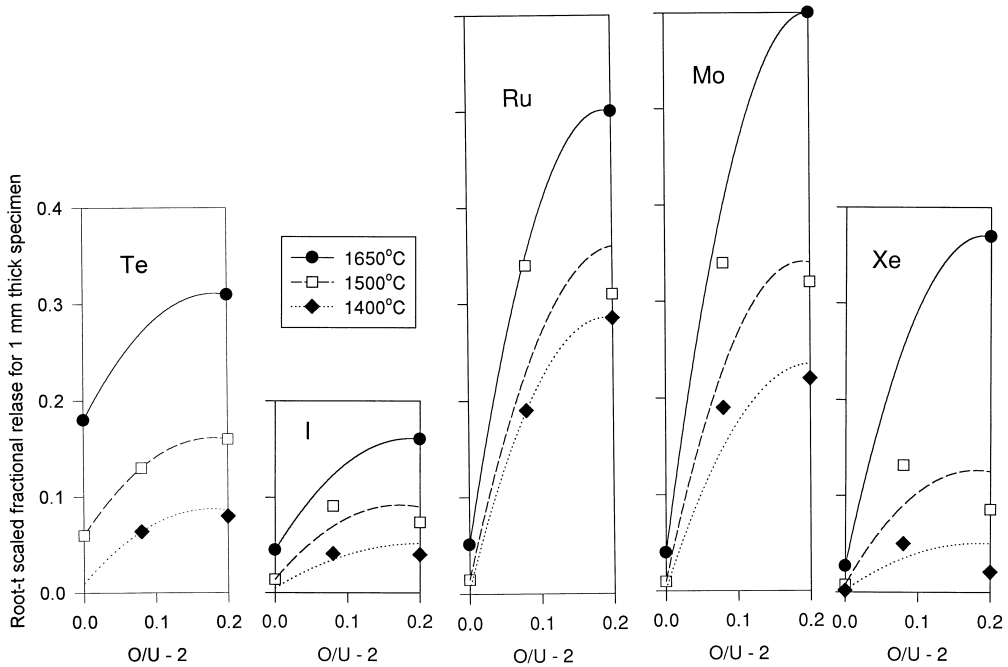 Root-t scaled fractional relase for 1 mm thick specimen
0.4
0.3
0.2
0.1
0.0
Te
1650°C
1500°C
1400°C
I
Ru
Mo
Xe
0.0 0.1 0.2
0.0 0.1 0.2
0.0 0.1 0.2
0.0 0.1 0.2
0.0 0.1 0.2
O/U - 2
O/U - 2
O/U - 2
O/U - 2
O/U - 2